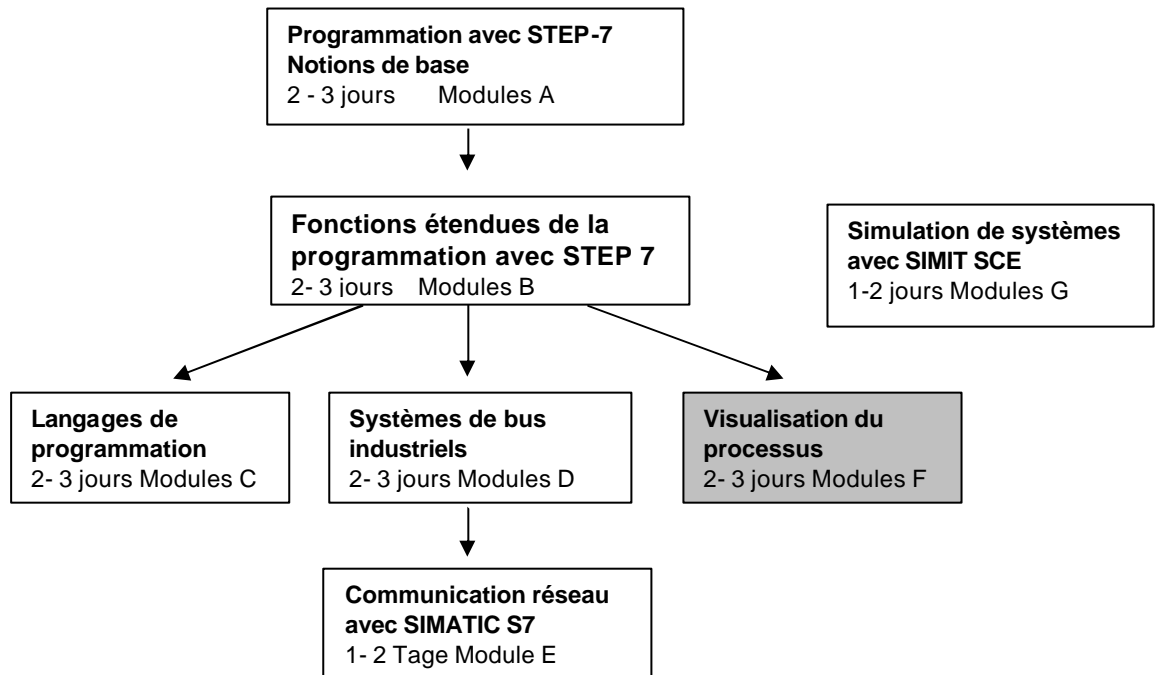 Programmation avec STEP-7
Notions de base
2 - 3 jours Modules A
Fonctions étendues de la
programmation avec STEP 7
2- 3 jours Modules B
Simulation de systèmes
avec SIMIT SCE
1-2 jours Modules G
Langages de
programmation
2- 3 jours Modules C
Systèmes de bus
industriels
2- 3 jours Modules D
Visualisation du
processus
2- 3 jours Modules F
Communication réseau
avec SIMATIC S7
1- 2 Tage Module E